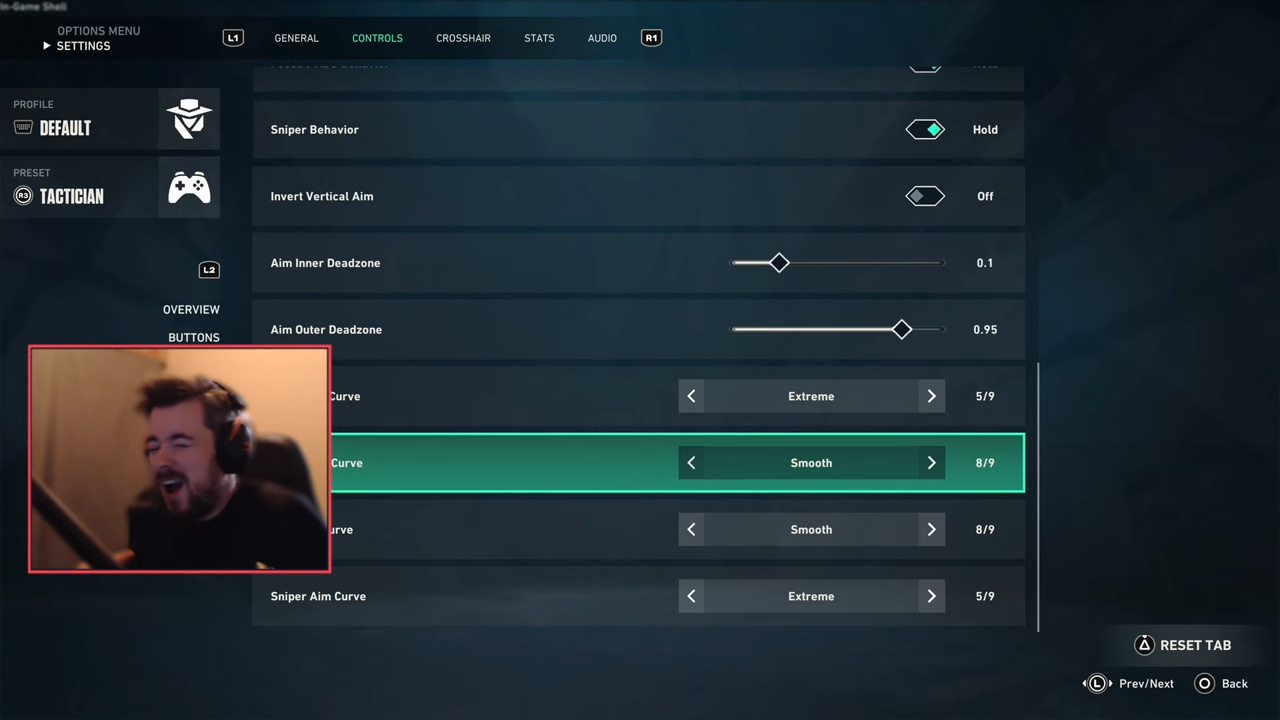 In-Game Shell
OPTIONS MENU
SETTINGS
L1
GENERAL
CONTROLS
CROSSHAIR
STATS
AUDIO
R1
PROFILE
DEFAULT
PRESET
R3
TACTICIAN
L2
OVERVIEW
BUTTONS
Sniper Behavior
Hold
Invert Vertical Aim
Off
Aim Inner Deadzone
0.1
Aim Outer Deadzone
0.95
Curve
Extreme
5/9
Curve
Smooth
8/9
urve
Smooth
8/9
Sniper Aim Curve
Extreme
5/9
RESET TAB
L
Prev/Next
Back